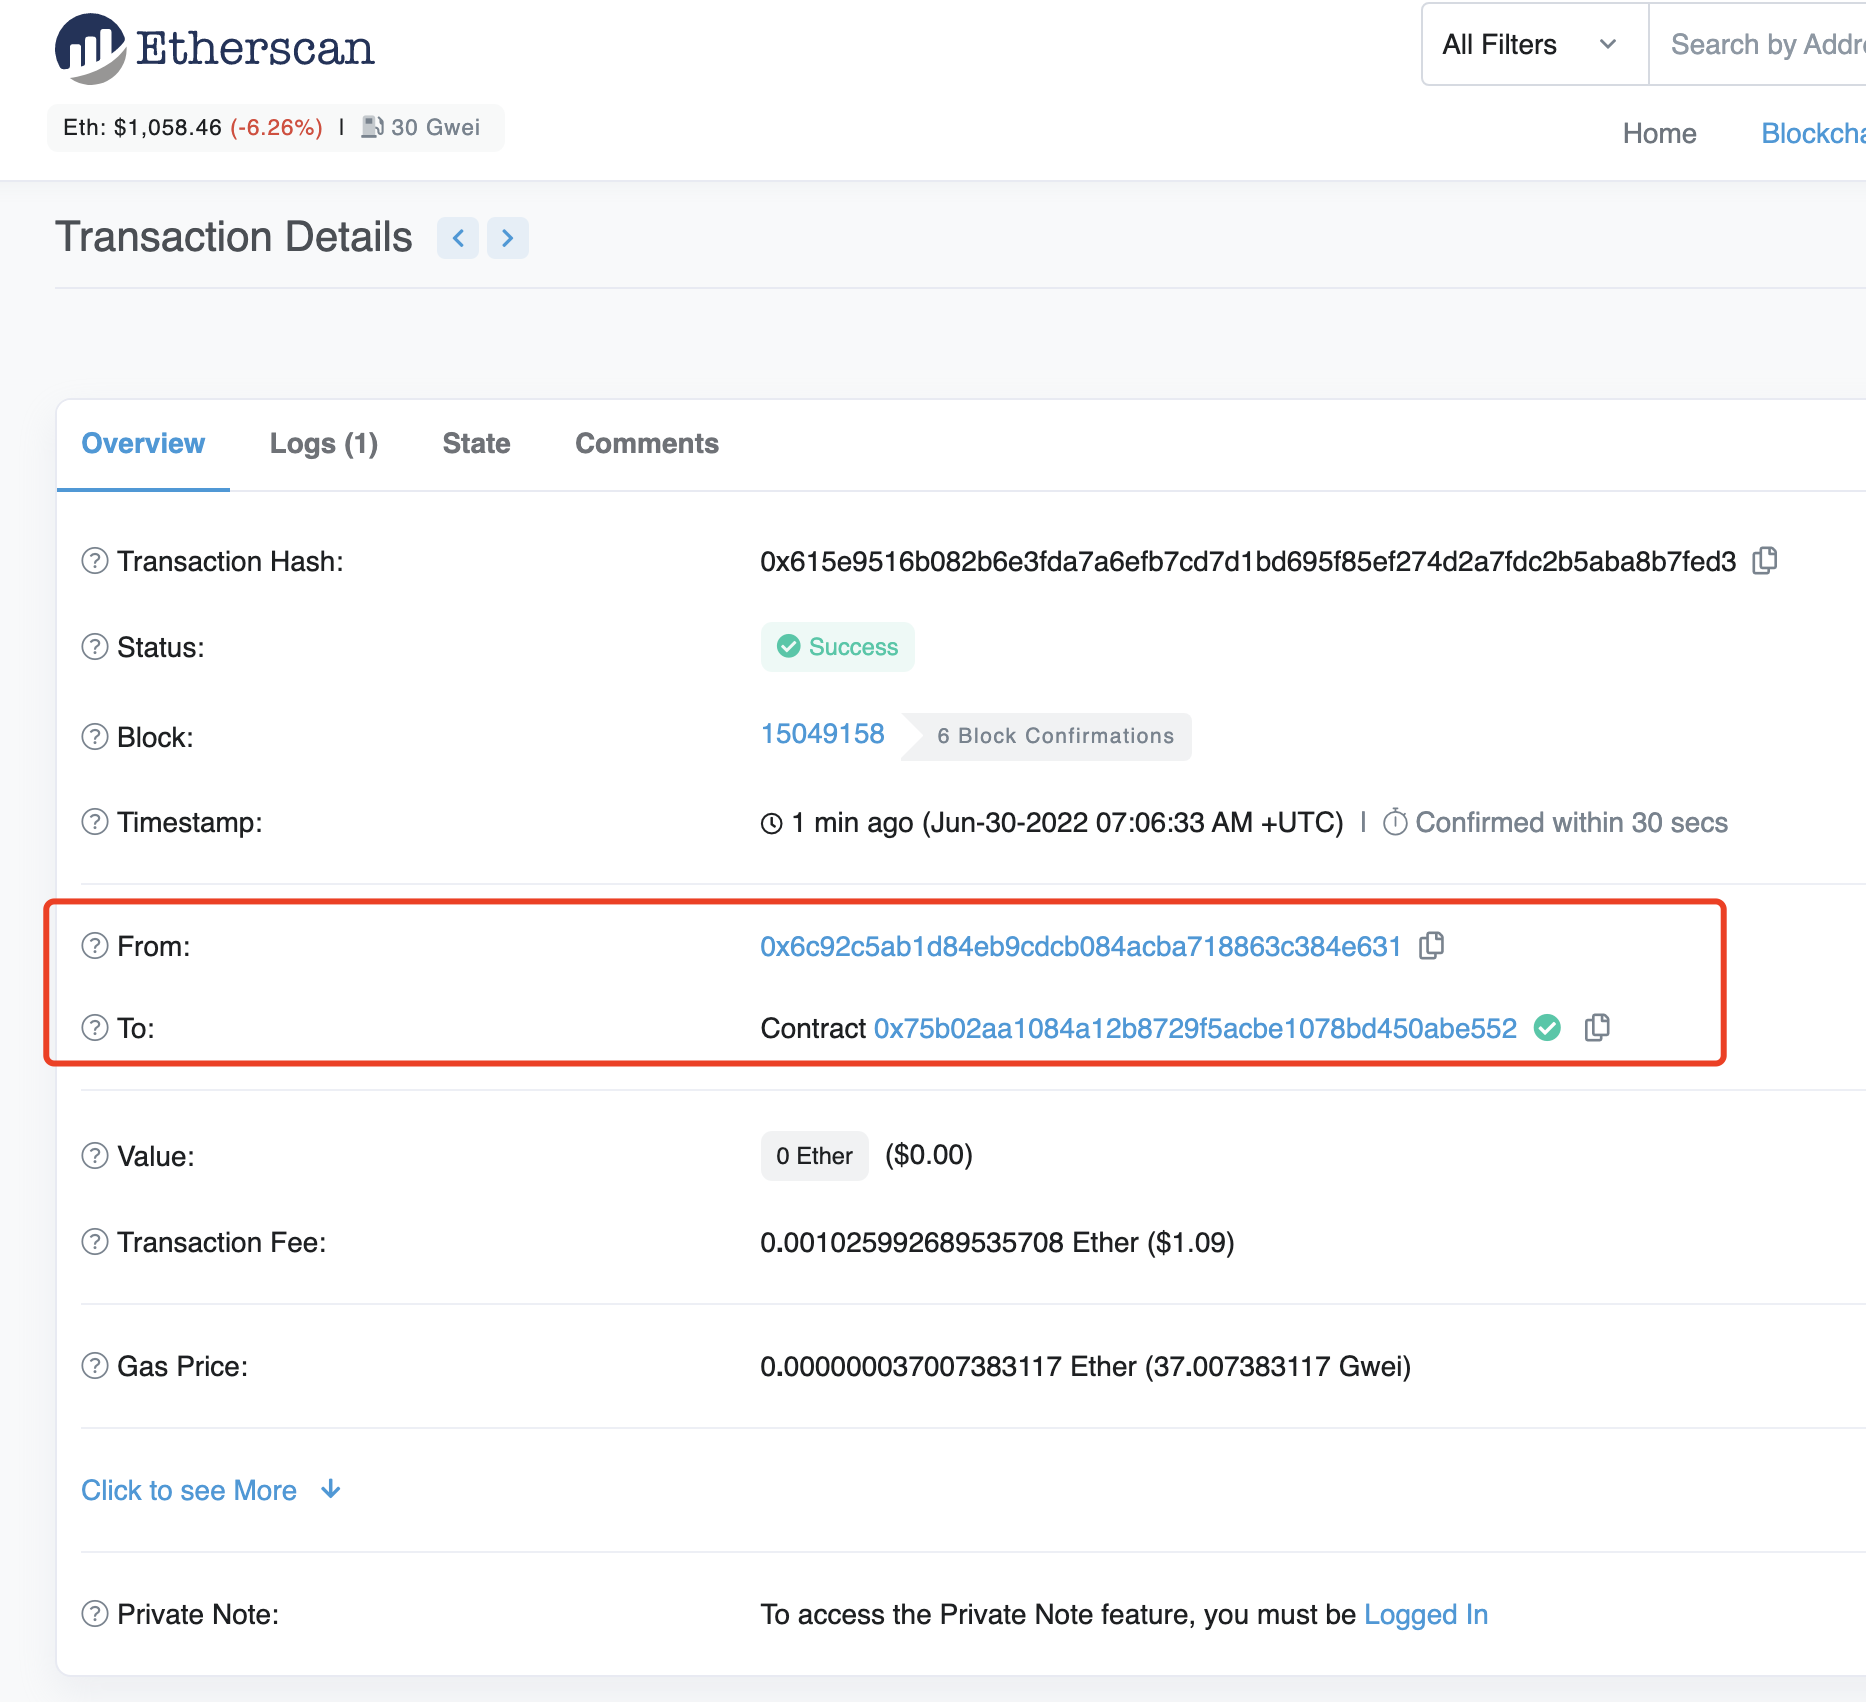 Etherscan
All Filters
Search by Addre
Eth: $1,058.46 (-6.26%) | 30 Gwei
Home Blockcha
Transaction Details
Overview Logs (1) State Comments
Transaction Hash: 0x615e9516b082b6e3fda7a6efb7cd7d1bd695f85ef274d2a7fdc2b5aba8b7fed3
Status: Success
Block: 15049158 6 Block Confirmations
Timestamp: 1 min ago (Jun-30-2022 07:06:33 AM +UTC) | Confirmed within 30 secs
From: 0x6c92c5ab1d84eb9cdcb084acba718863c384e631
To: Contract 0x75b02aa1084a12b8729f5acbe1078bd450abe552
Value: 0 Ether ($0.00)
Transaction Fee: 0.001025992689535708 Ether ($1.09)
Gas Price: 0.000000037007383117 Ether (37.007383117 Gwei)
Click to see More
Private Note: To access the Private Note feature, you must be Logged In